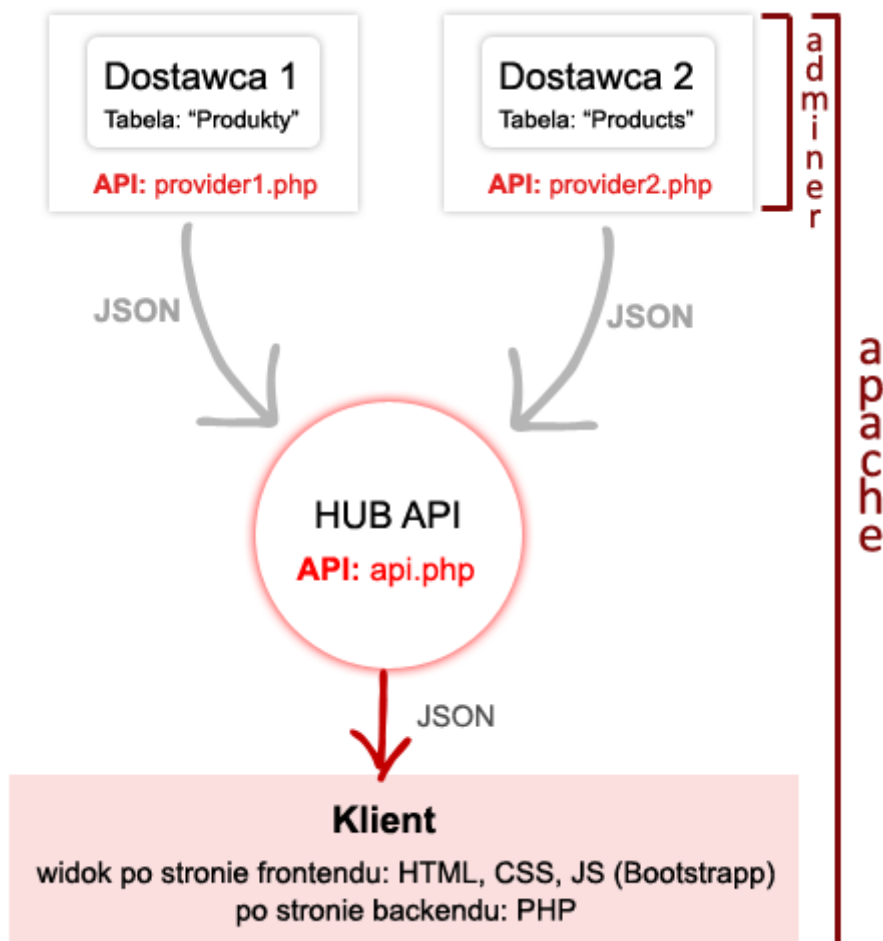 Dostawca 1
Tabela: “Produkty”
API: provider1.php
Dostawca 2
Tabela: “Products”
API: provider2.php
adminer
JSON
JSON
apache
HUB API
API: api.php
JSON
Klient
widok po stronie frontendu: HTML, CSS, JS (Bootstrapp)
po stronie backendu: PHP